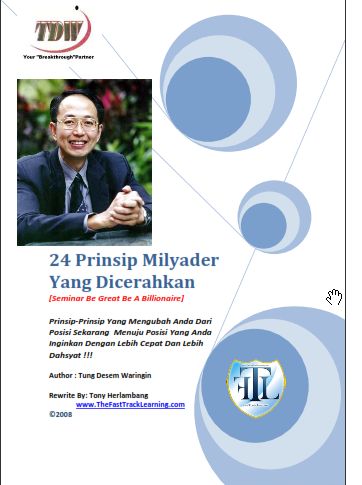 TDW
Your "Breakthrough"Partner
24 Prinsip Milyader
Yang Dicerahkan
[Seminar Be Great Be A Billionaire]
Prinsip-Prinsip Yang Mengubah Anda Dari
Posisi Sekarang Menuju Posisi Yang Anda
Inginkan Dengan Lebih Cepat Dan Lebih
Dahsyat !!!
Author : Tung Desem Waringin
Rewrite By: Tony Herlambang
www.TheFastTrackLearning.com
©2008
FTL